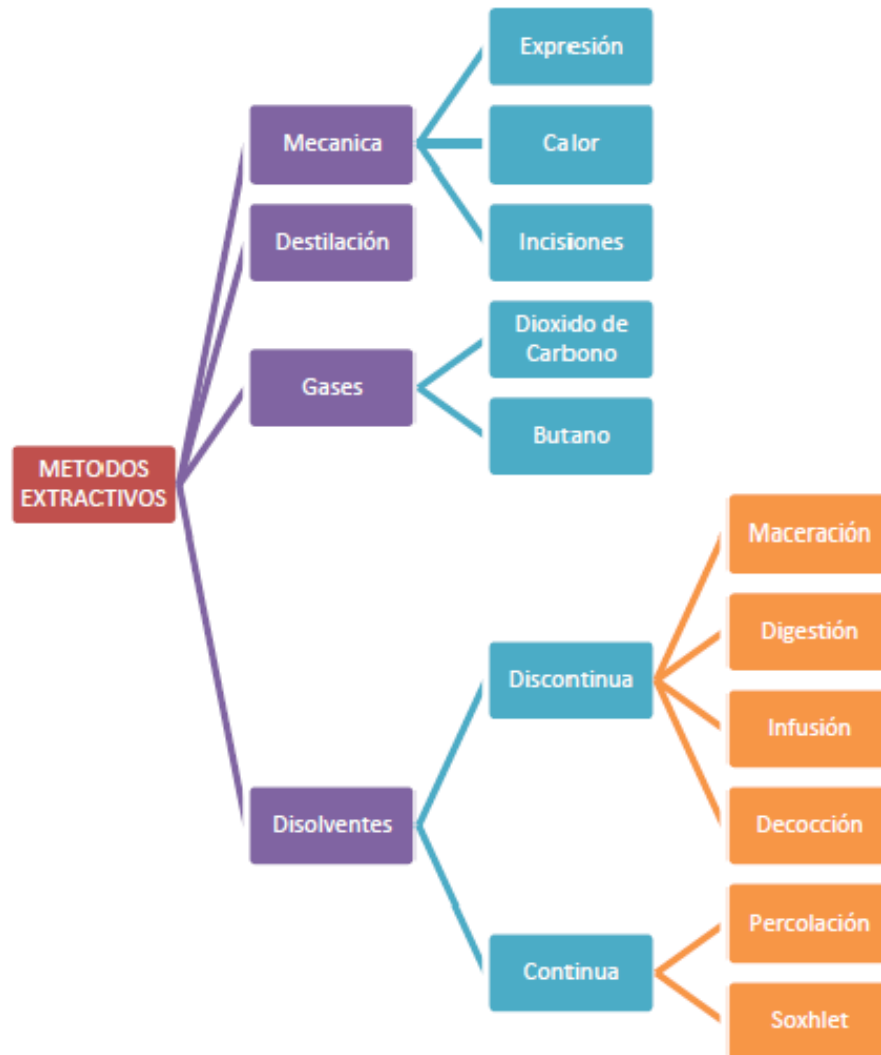 METODOS
EXTRACTIVOS
Mecanica
Expresión
Calor
Incisiones
Destilación
Gases
Dioxido de
Carbono
Butano
Disolventes
Discontinua
Maceración
Digestión
Infusión
Decocción
Continua
Percolación
Soxhlet